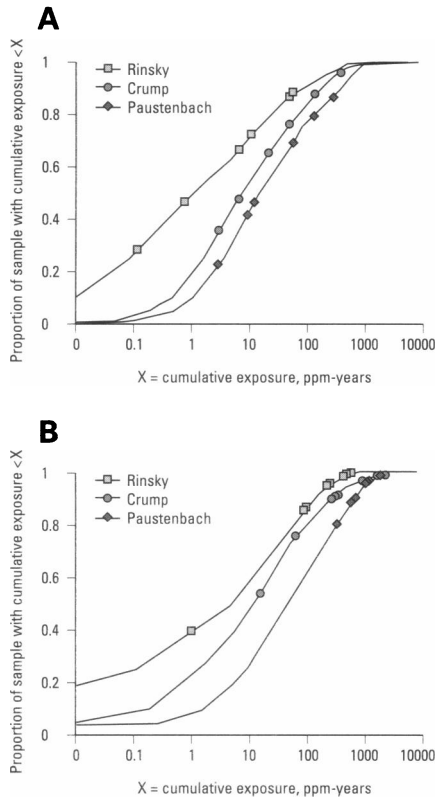 A
Proportion of sample with cumulative exposure <X
1
0.8
0.6
0.4
0.2
0
Rinsky
Crump
Paustenbach
0 0.1 1 10 100 1000 10000
X = cumulative exposure, ppm-years
B
Proportion of sample with cumulative exposure <X
1
0.8
0.6
0.4
0.2
0
Rinsky
Crump
Paustenbach
0 0.1 1 10 100 1000 10000
X = cumulative exposure, ppm-years